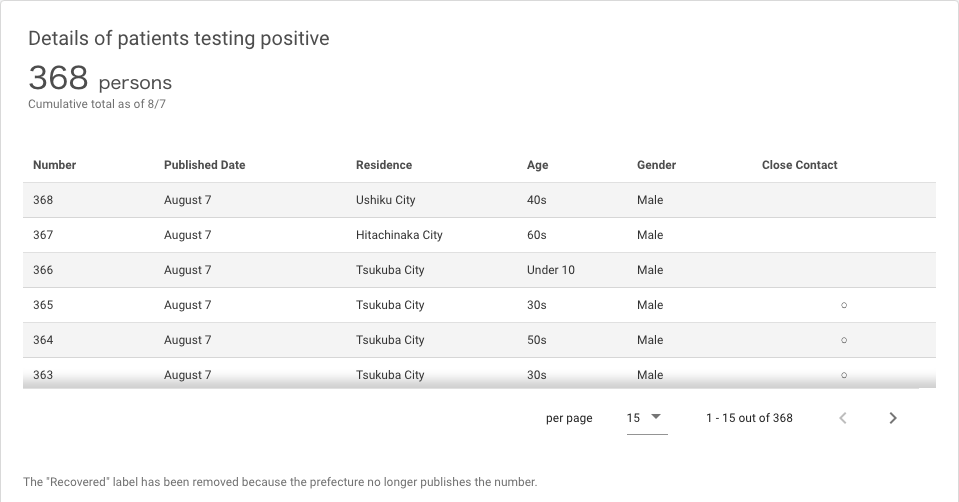 Details of patients testing positive
368 persons
Cumulative total as of 8/7
Number Published Date Residence Age Gender Close Contact
368 August 7 Ushiku City 40s Male
367 August 7 Hitachinaka City 60s Male
366 August 7 Tsukuba City Under 10 Male
365 August 7 Tsukuba City 30s Male ○
364 August 7 Tsukuba City 50s Male ○
363 August 7 Tsukuba City 30s Male ○
per page 15 1 - 15 out of 368
The "Recovered" label has been removed because the prefecture no longer publishes the number.